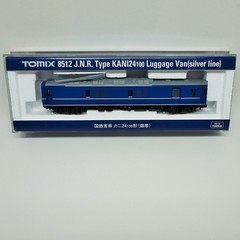 TOMIX 8512 J.N.R. Type KANI24100 Luggage Van(silver line)
国鉄客車 カニ24 100形 (銀帯)